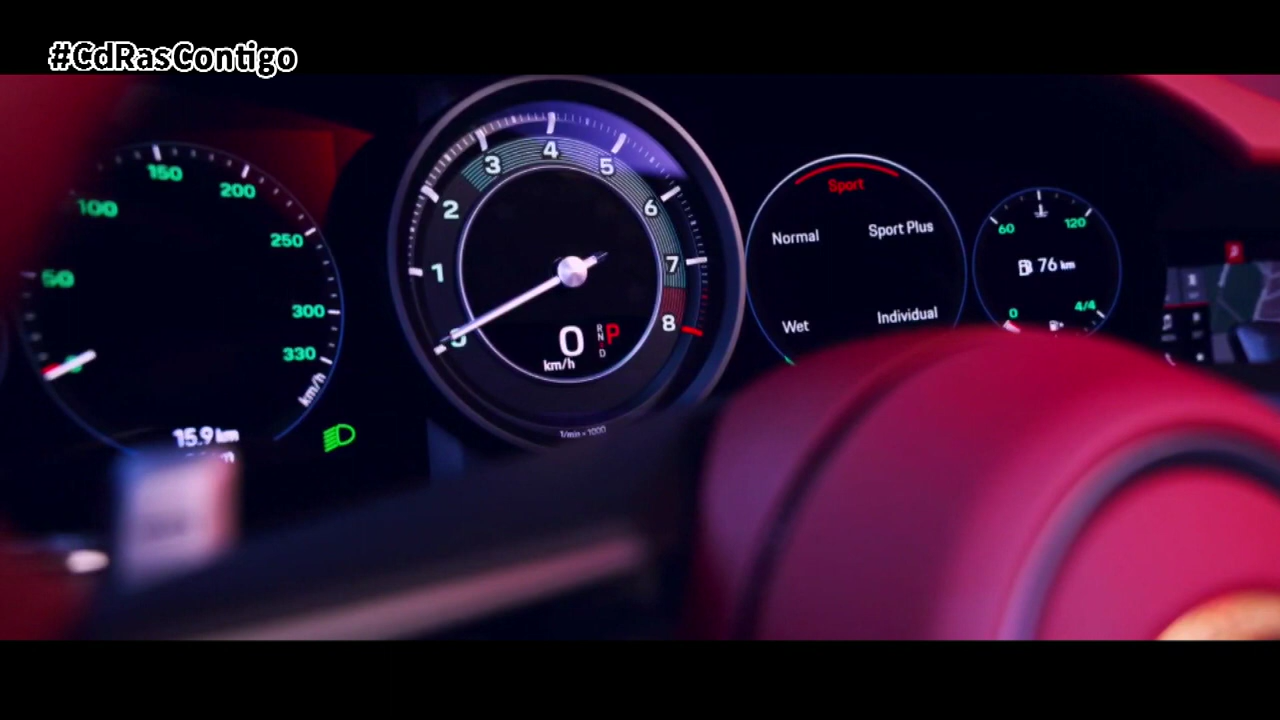 #CdRasContigo
50
100
150
200
250
300
330
km/h
15.9 km
0
1
2
3
4
5
6
7
8
0
km/h
R
N
D
P
1/min × 1000
Sport
Normal
Sport Plus
Wet
Individual
60
120
76 km
0
4/4